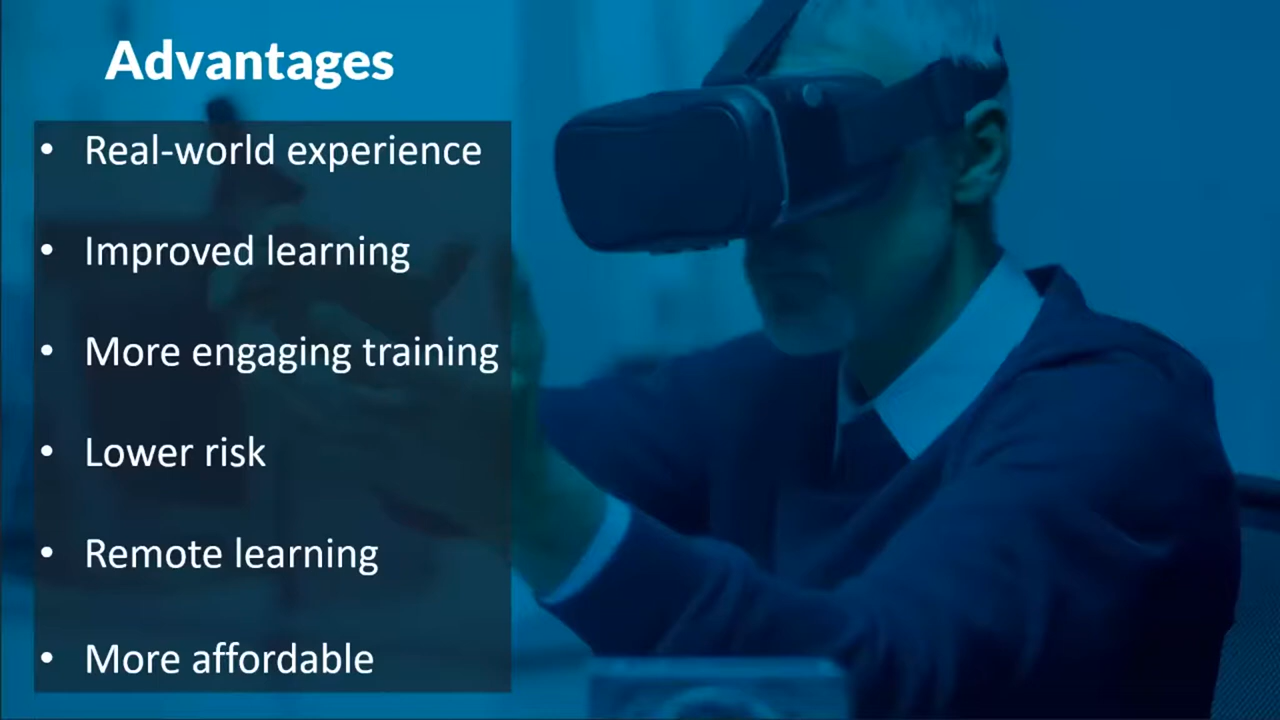 Advantages
• Real-world experience
• Improved learning
• More engaging training
• Lower risk
• Remote learning
• More affordable